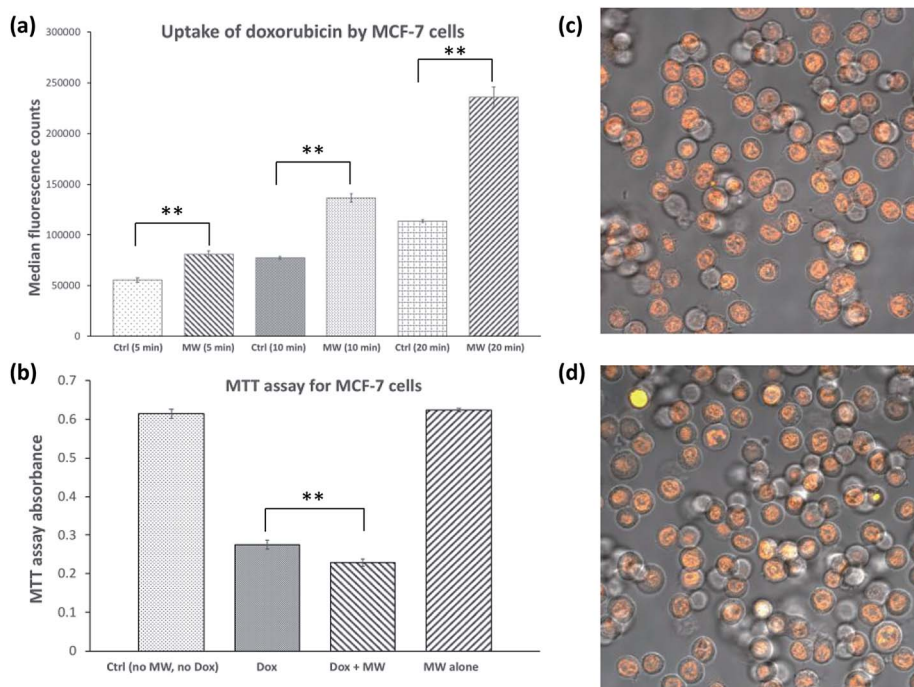 (a)
Uptake of doxorubicin by MCF-7 cells
Median fluorescence counts
300000
250000
200000
150000
100000
50000
0
**
**
**
Ctrl (5 min) MW (5 min) Ctrl (10 min) MW (10 min) Ctrl (20 min) MW (20 min)
(b)
MTT assay for MCF-7 cells
MTT assay absorbance
0.7
0.6
0.5
0.4
0.3
0.2
0.1
0
**
Ctrl (no MW, no Dox) Dox Dox + MW MW alone
(c)
(d)